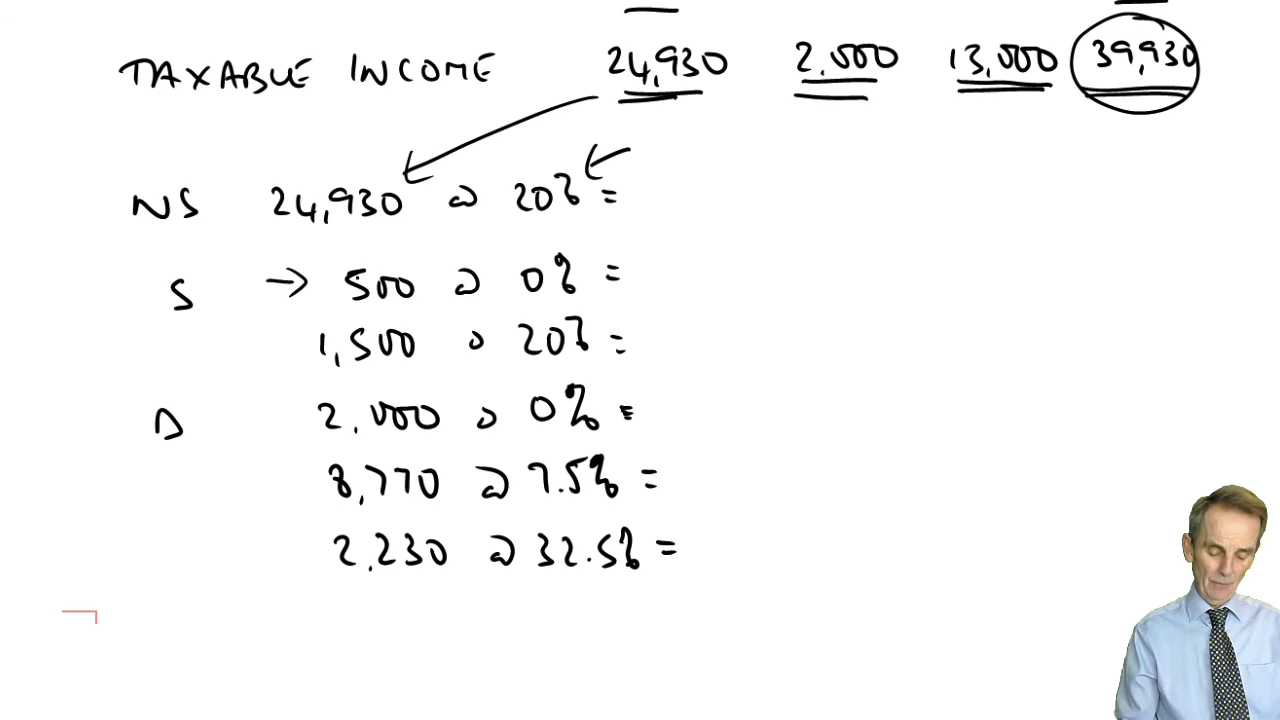 TAXABLE INCOME 24,930 2,000 13,000 39,930
NS 24,930 @ 20% =
S → 500 @ 0% =
1,500 @ 20% =
D 2,000 @ 0% =
8,770 @ 7.5% =
2,230 @ 32.5% =